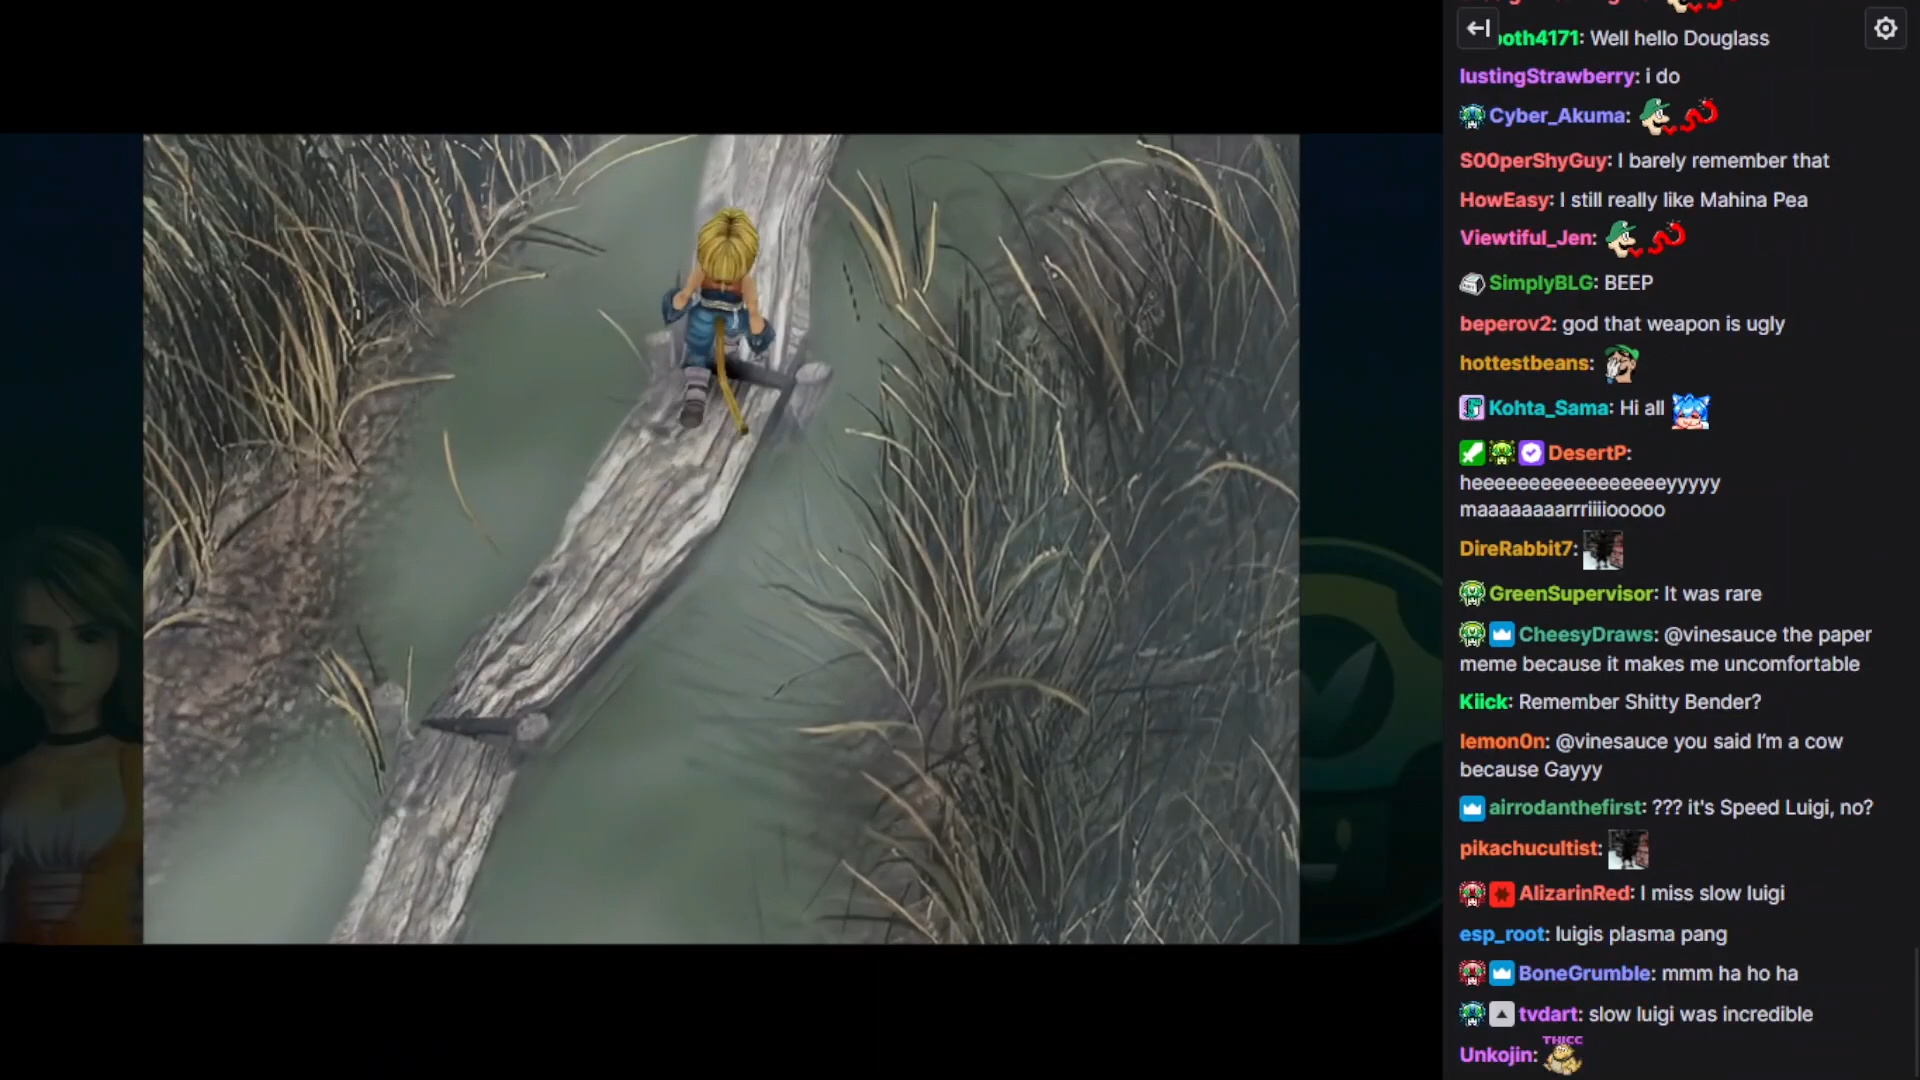 ooth4171: Well hello Douglass
lustingStrawberry: i do
Cyber_Akuma:
S00perShyGuy: I barely remember that
HowEasy: I still really like Mahina Pea
Viewtiful_Jen:
SimplyBLG: BEEP
beperov2: god that weapon is ugly
hottestbeans:
Kohta_Sama: Hi all
DesertP:
heeeeeeeeeeeeeeeeyyyyy
maaaaaaaarrriiiiooooo
DireRabbit7:
GreenSupervisor: It was rare
CheesyDraws: @vinesauce the paper
meme because it makes me uncomfortable
Kiick: Remember Shitty Bender?
lemon0n: @vinesauce you said I'm a cow
because Gayyy
airrodanthefirst: ??? it's Speed Luigi, no?
pikachucultist:
AlizarinRed: I miss slow luigi
esp_root: luigis plasma pang
BoneGrumble: mmm ha ho ha
tvdart: slow luigi was incredible
Unkojin: THICC